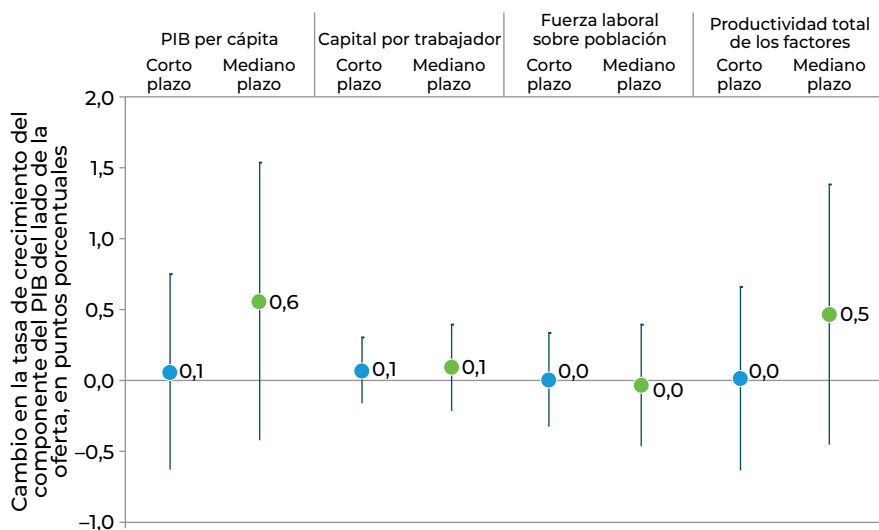 PIB per cápita
Capital por trabajador
Fuerza laboral
sobre población
Productividad total
de los factores
Corto
plazo
Mediano
plazo
Corto
plazo
Mediano
plazo
Corto
plazo
Mediano
plazo
Corto
plazo
Mediano
plazo
Cambio en la tasa de crecimiento del
componente del PIB del lado de la
oferta, en puntos porcentuales
2,0
1,5
1,0
0,5
0,0
–0,5
–1,0
0,1
0,6
0,1
0,1
0,0
0,0
0,0
0,5